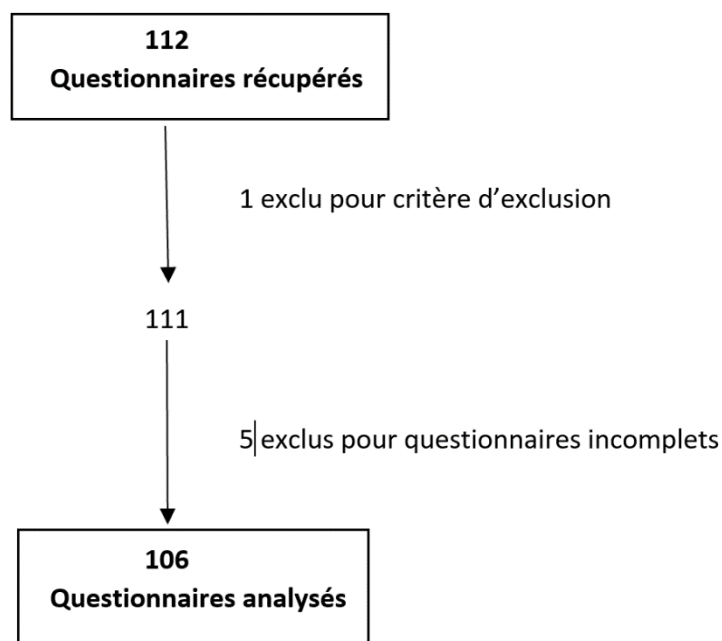 112
Questionnaires récupérés
1 exclu pour critère d’exclusion
111
5 exclus pour questionnaires incomplets
106
Questionnaires analysés